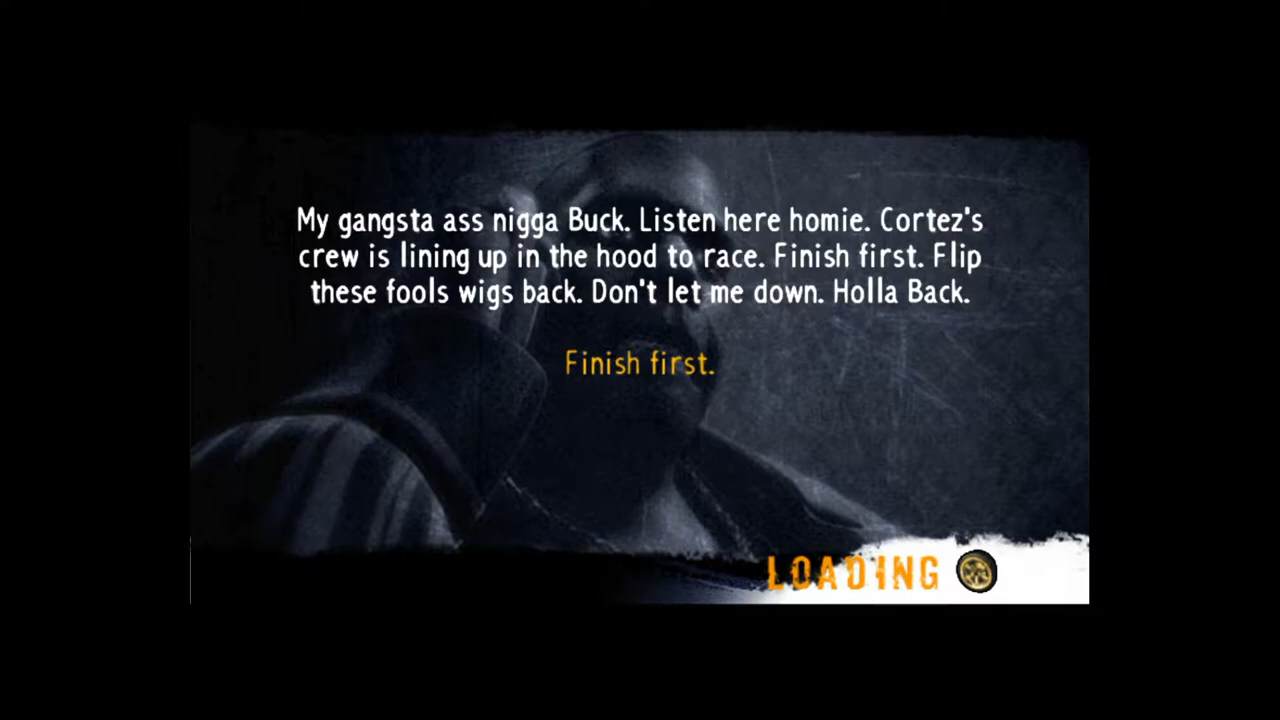 My gangsta ass nigga Buck. Listen here homie. Cortez's
crew is lining up in the hood to race. Finish first. Flip
these fools wigs back. Don't let me down. Holla Back.
Finish first.
LOADING